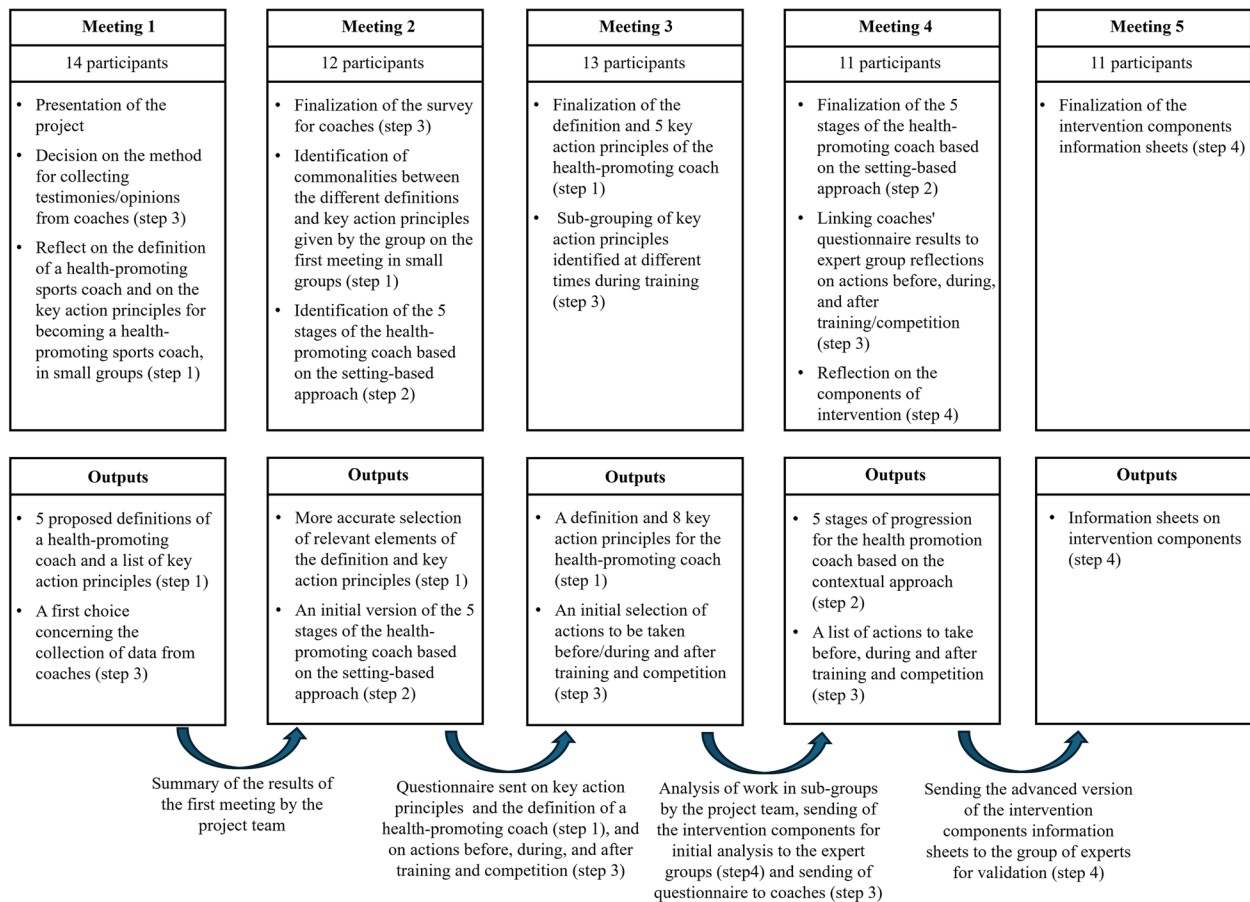 Meeting 1
14 participants
• Presentation of the
project
• Decision on the method
for collecting
testimonies/opinions
from coaches (step 3)
• Reflect on the definition
of a health-promoting
sports coach and on the
key action principles for
becoming a health-
promoting sports coach,
in small groups (step 1)
Meeting 2
12 participants
• Finalization of the survey
for coaches (step 3)
• Identification of
commonalities between
the different definitions
and key action principles
given by the group on the
first meeting in small
groups (step 1)
• Identification of the 5
stages of the health-
promoting coach based
on the setting-based
approach (step 2)
Meeting 3
13 participants
• Finalization of the
definition and 5 key
action principles of the
health-promoting coach
(step 1)
• Sub-grouping of key
action principles
identified at different
times during training
(step 3)
Meeting 4
11 participants
• Finalization of the 5
stages of the health-
promoting coach based
on the setting-based
approach (step 2)
• Linking coaches'
questionnaire results to
expert group reflections
on actions before, during,
and after
training/competition
(step 3)
• Reflection on the
components of
intervention (step 4)
Meeting 5
11 participants
• Finalization of the
intervention components
information sheets (step 4)
Outputs
• 5 proposed definitions of
a health-promoting
coach and a list of key
action principles (step 1)
• A first choice
concerning the
collection of data from
coaches (step 3)
Outputs
• More accurate selection
of relevant elements of
the definition and key
action principles (step 1)
• An initial version of the 5
stages of the health-
promoting coach based
on the setting-based
approach (step 2)
Outputs
• A definition and 8 key
action principles for the
health-promoting coach
(step 1)
• An initial selection of
actions to be taken
before/during and after
training and competition
(step 3)
Outputs
• 5 stages of progression
for the health promotion
coach based on the
contextual approach
(step 2)
• A list of actions to take
before, during and after
training and competition
(step 3)
Outputs
• Information sheets on
intervention components
(step 4)
Summary of the results of
the first meeting by the
project team
Questionnaire sent on key action
principles and the definition of a
health-promoting coach (step 1), and
on actions before, during, and after
training and competition (step 3)
Analysis of work in sub-groups
by the project team, sending of
the intervention components for
initial analysis to the expert
groups (step4) and sending of
questionnaire to coaches (step 3)
Sending the advanced version
of the intervention
components information
sheets to the group of experts
for validation (step 4)